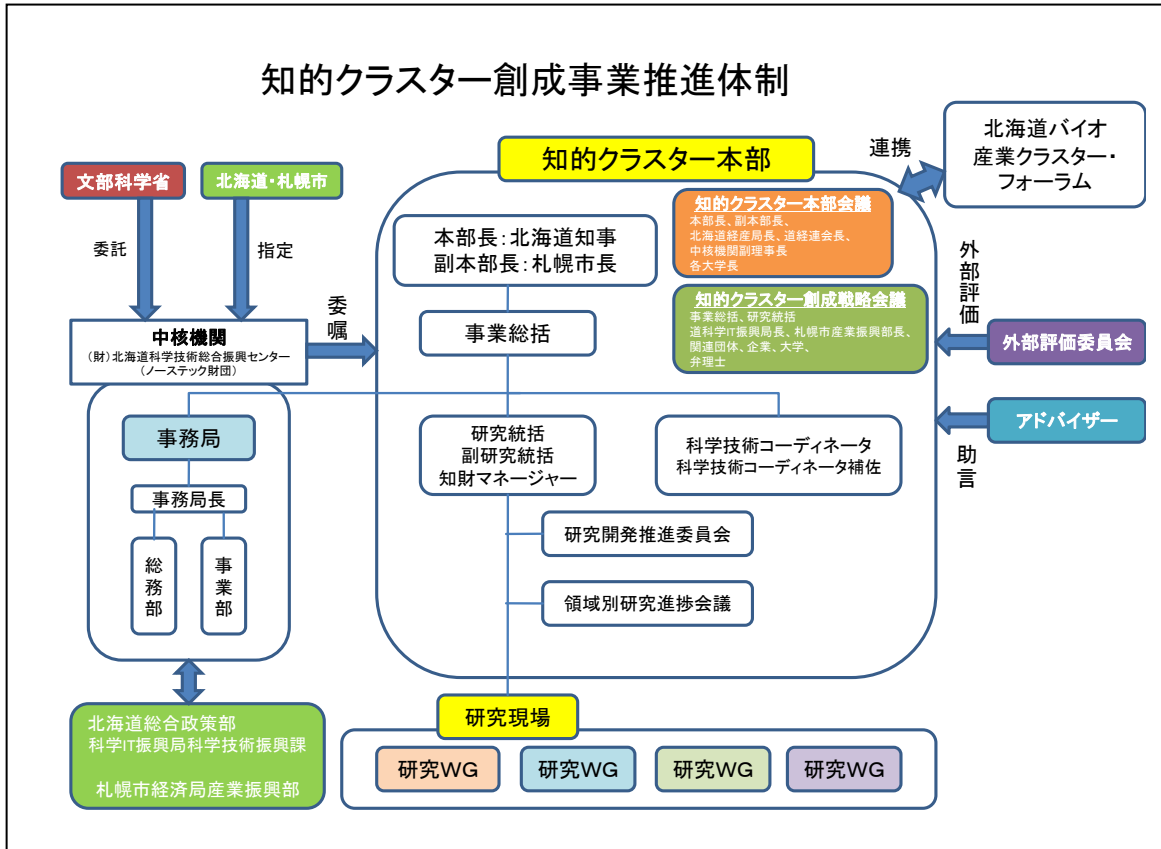 知的クラスター創成事業推進体制
文部科学省
北海道・札幌市
委託
指定
中核機関
(財)北海道科学技術総合振興センター
(ノーステック財団)
委嘱
事務局
事務局長
総務部
事業部
北海道総合政策部
科学IT振興局科学技術振興課
札幌市経済局産業振興部
知的クラスター本部
本部長:北海道知事
副本部長:札幌市長
事業総括
知的クラスター本部会議
本部長、副本部長、
北海道経産局長、道経連会長、
中核機関副理事長
各大学長
知的クラスター創成戦略会議
事業総括、研究統括
道科学IT振興局長、札幌市産業振興部長、
関連団体、企業、大学、
弁理士
研究統括
副研究統括
知財マネージャー
科学技術コーディネータ
科学技術コーディネータ補佐
研究開発推進委員会
領域別研究進捗会議
研究現場
研究WG
研究WG
研究WG
研究WG
連携
北海道バイオ
産業クラスター・
フォーラム
外部評価
外部評価委員会
アドバイザー
助言